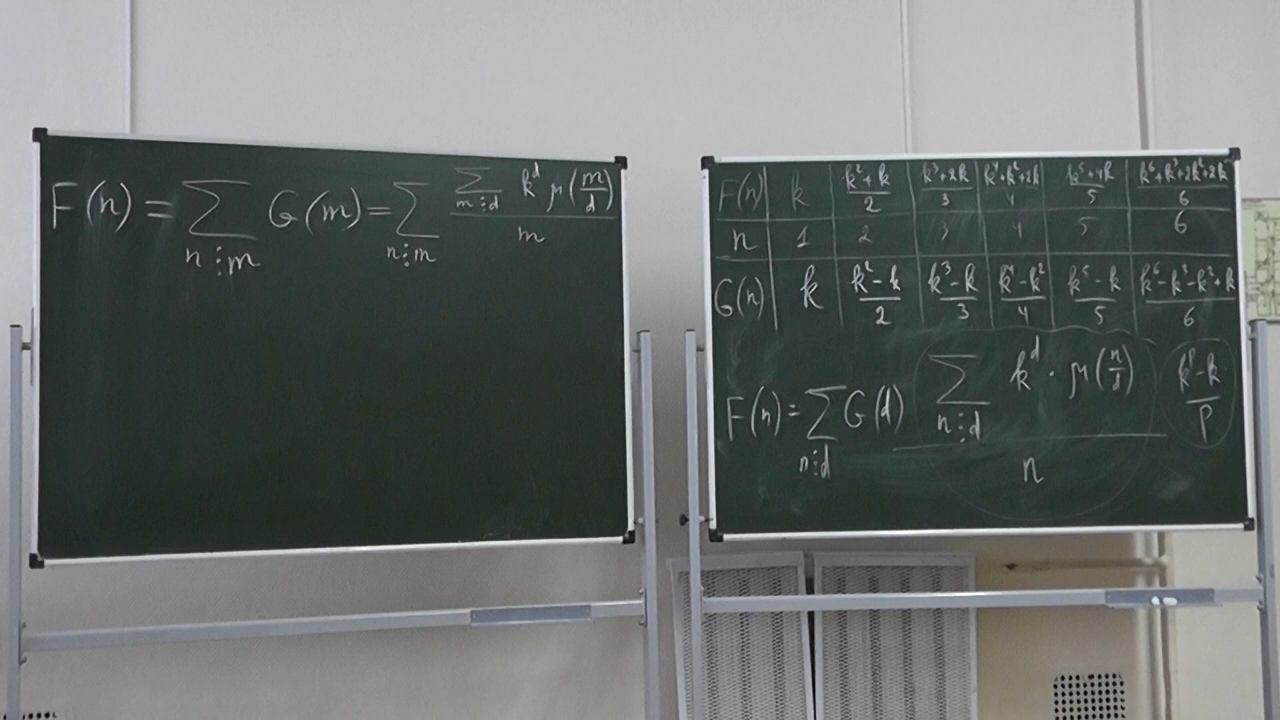 F(n) = ∑_{n⋮m} G(m) = ∑_{n⋮m} (∑_{m⋮d} k^d μ(m/d))/m
F(n) | k | (k²+k)/2 | (k³+2k)/3 | (k⁴+k²+2k)/4 | (k⁵+4k)/5 | (k⁶+k³+2k²+2k)/6
n | 1 | 2 | 3 | 4 | 5 | 6
G(n) | k | (k²-k)/2 | (k³-k)/3 | (k⁴-k²)/4 | (k⁵-k)/5 | (k⁶-k³-k²+k)/6
F(n) = ∑_{n⋮d} G(d) (∑_{n⋮d} k^d · μ(n/d))/n (k^p-k)/p